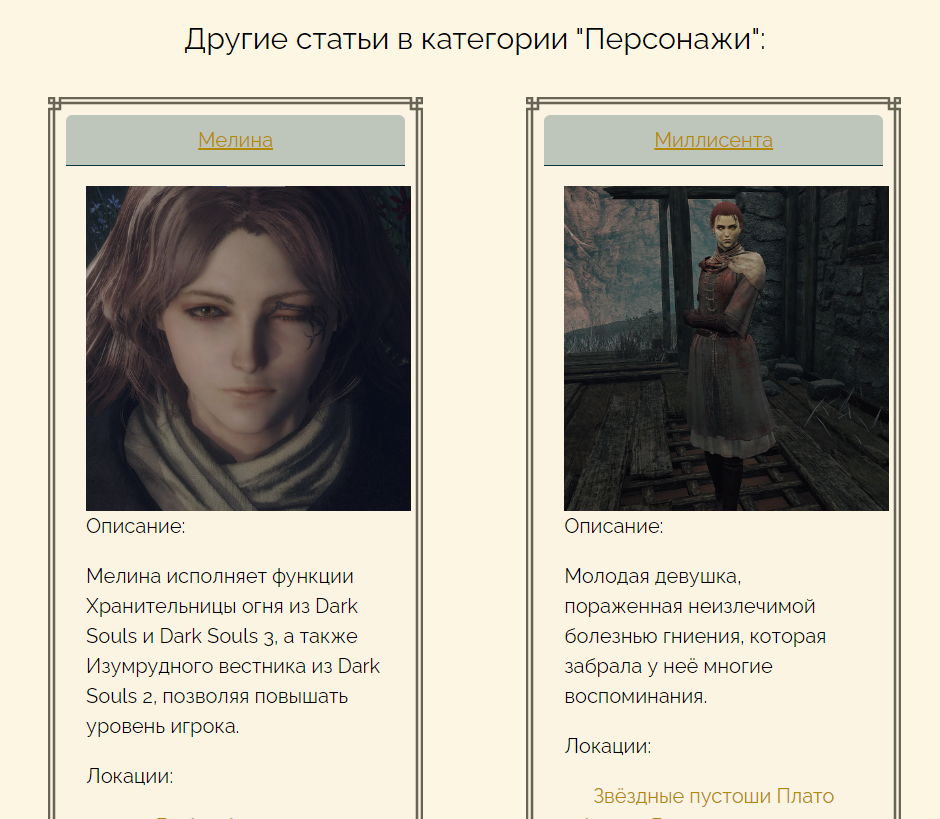 Другие статьи в категории "Персонажи":
Мелина
Описание:
Мелина исполняет функции
Хранительницы огня из Dark
Souls и Dark Souls 3, а также
Изумрудного вестника из Dark
Souls 2, позволяя повышать
уровень игрока.
Локации:
Миллисента
Описание:
Молодая девушка,
пораженная неизлечимой
болезнью гниения, которая
забрала у неё многие
воспоминания.
Локации:
Звёздные пустоши Плато